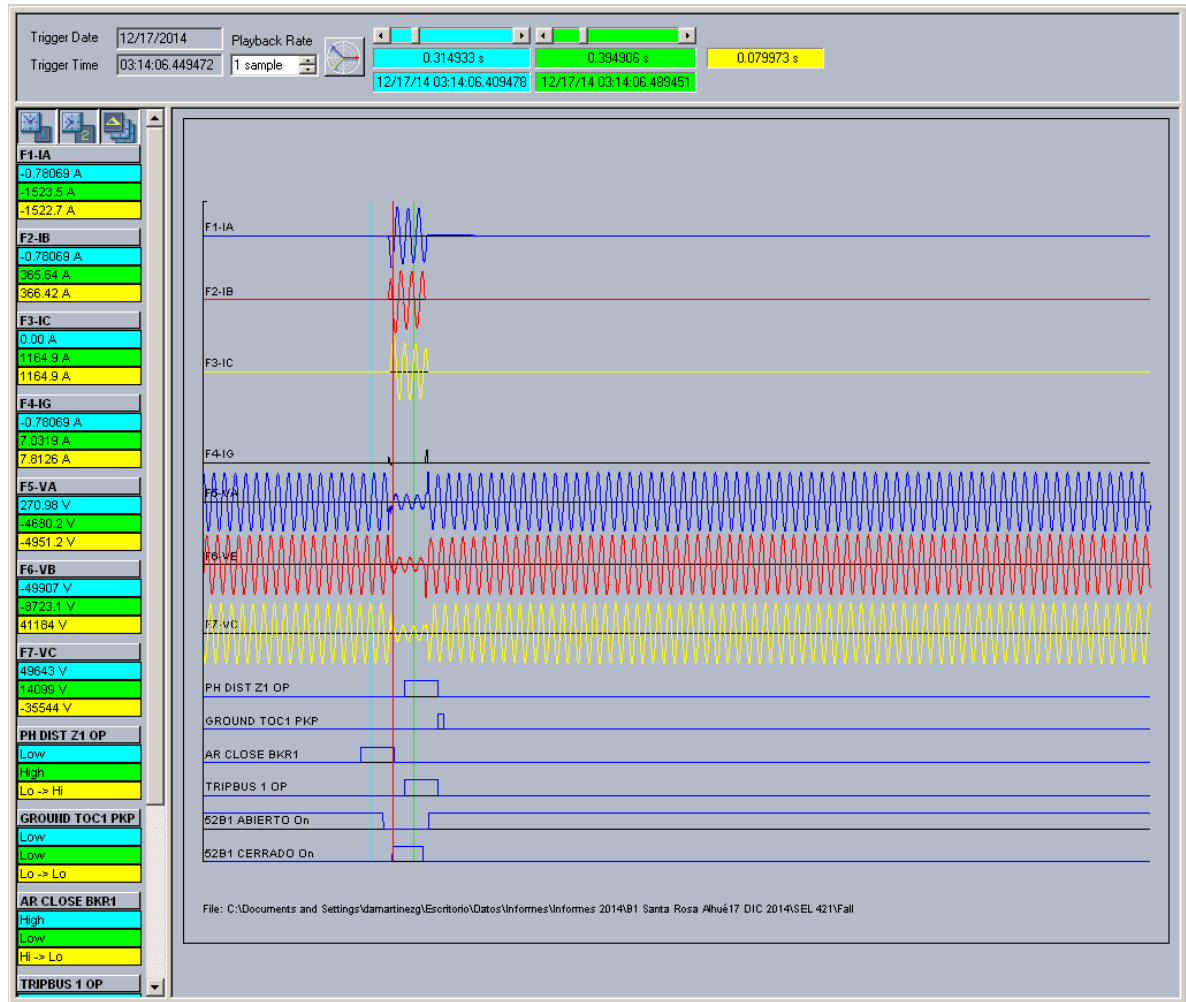 Trigger Date 12/17/2014 Playback Rate
Trigger Time 03:14:06.449472 1 sample
0.314933 s 0.394906 s 0.079973 s
12/17/14 03:14:06.409478 12/17/14 03:14:06.489451
1 2
F1-IA
-0.78069 A
-1523.5 A
-1522.7 A
F2-IB
-0.78069 A
365.64 A
366.42 A
F3-IC
0.00 A
1164.9 A
1164.9 A
F4-IG
-0.78069 A
7.0319 A
7.8126 A
F5-VA
270.98 V
-4680.2 V
-4951.2 V
F6-VB
-49907 V
-8723.1 V
41184 V
F7-VC
49643 V
14099 V
-35544 V
PH DIST Z1 OP
Low
High
Lo -> Hi
GROUND TOC1 PKP
Low
Low
Lo -> Lo
AR CLOSE BKR1
High
Low
Hi -> Lo
TRIPBUS 1 OP
F1-IA
F2-IB
F3-IC
F4-IG
F5-VA
F6-VB
F7-VC
PH DIST Z1 OP
GROUND TOC1 PKP
AR CLOSE BKR1
TRIPBUS 1 OP
52B1 ABIERTO On
52B1 CERRADO On
File: C:\Documents and Settings\damartinezg\Escritorio\Datos\Informes\Informes 2014\B1 Santa Rosa Alhué17 DIC 2014\SEL 421\Fall